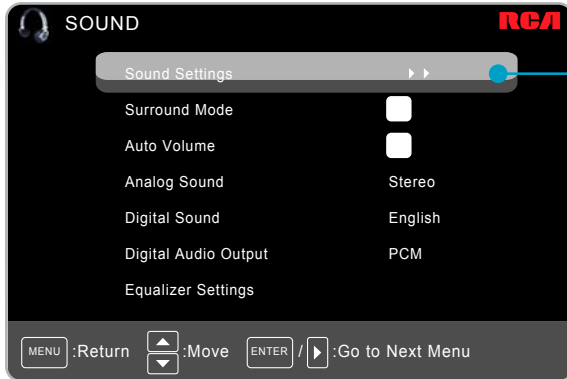 SOUND RCA
Sound Settings
Surround Mode
Auto Volume
Analog Sound Stereo
Digital Sound English
Digital Audio Output PCM
Equalizer Settings
MENU :Return :Move ENTER / :Go to Next Menu